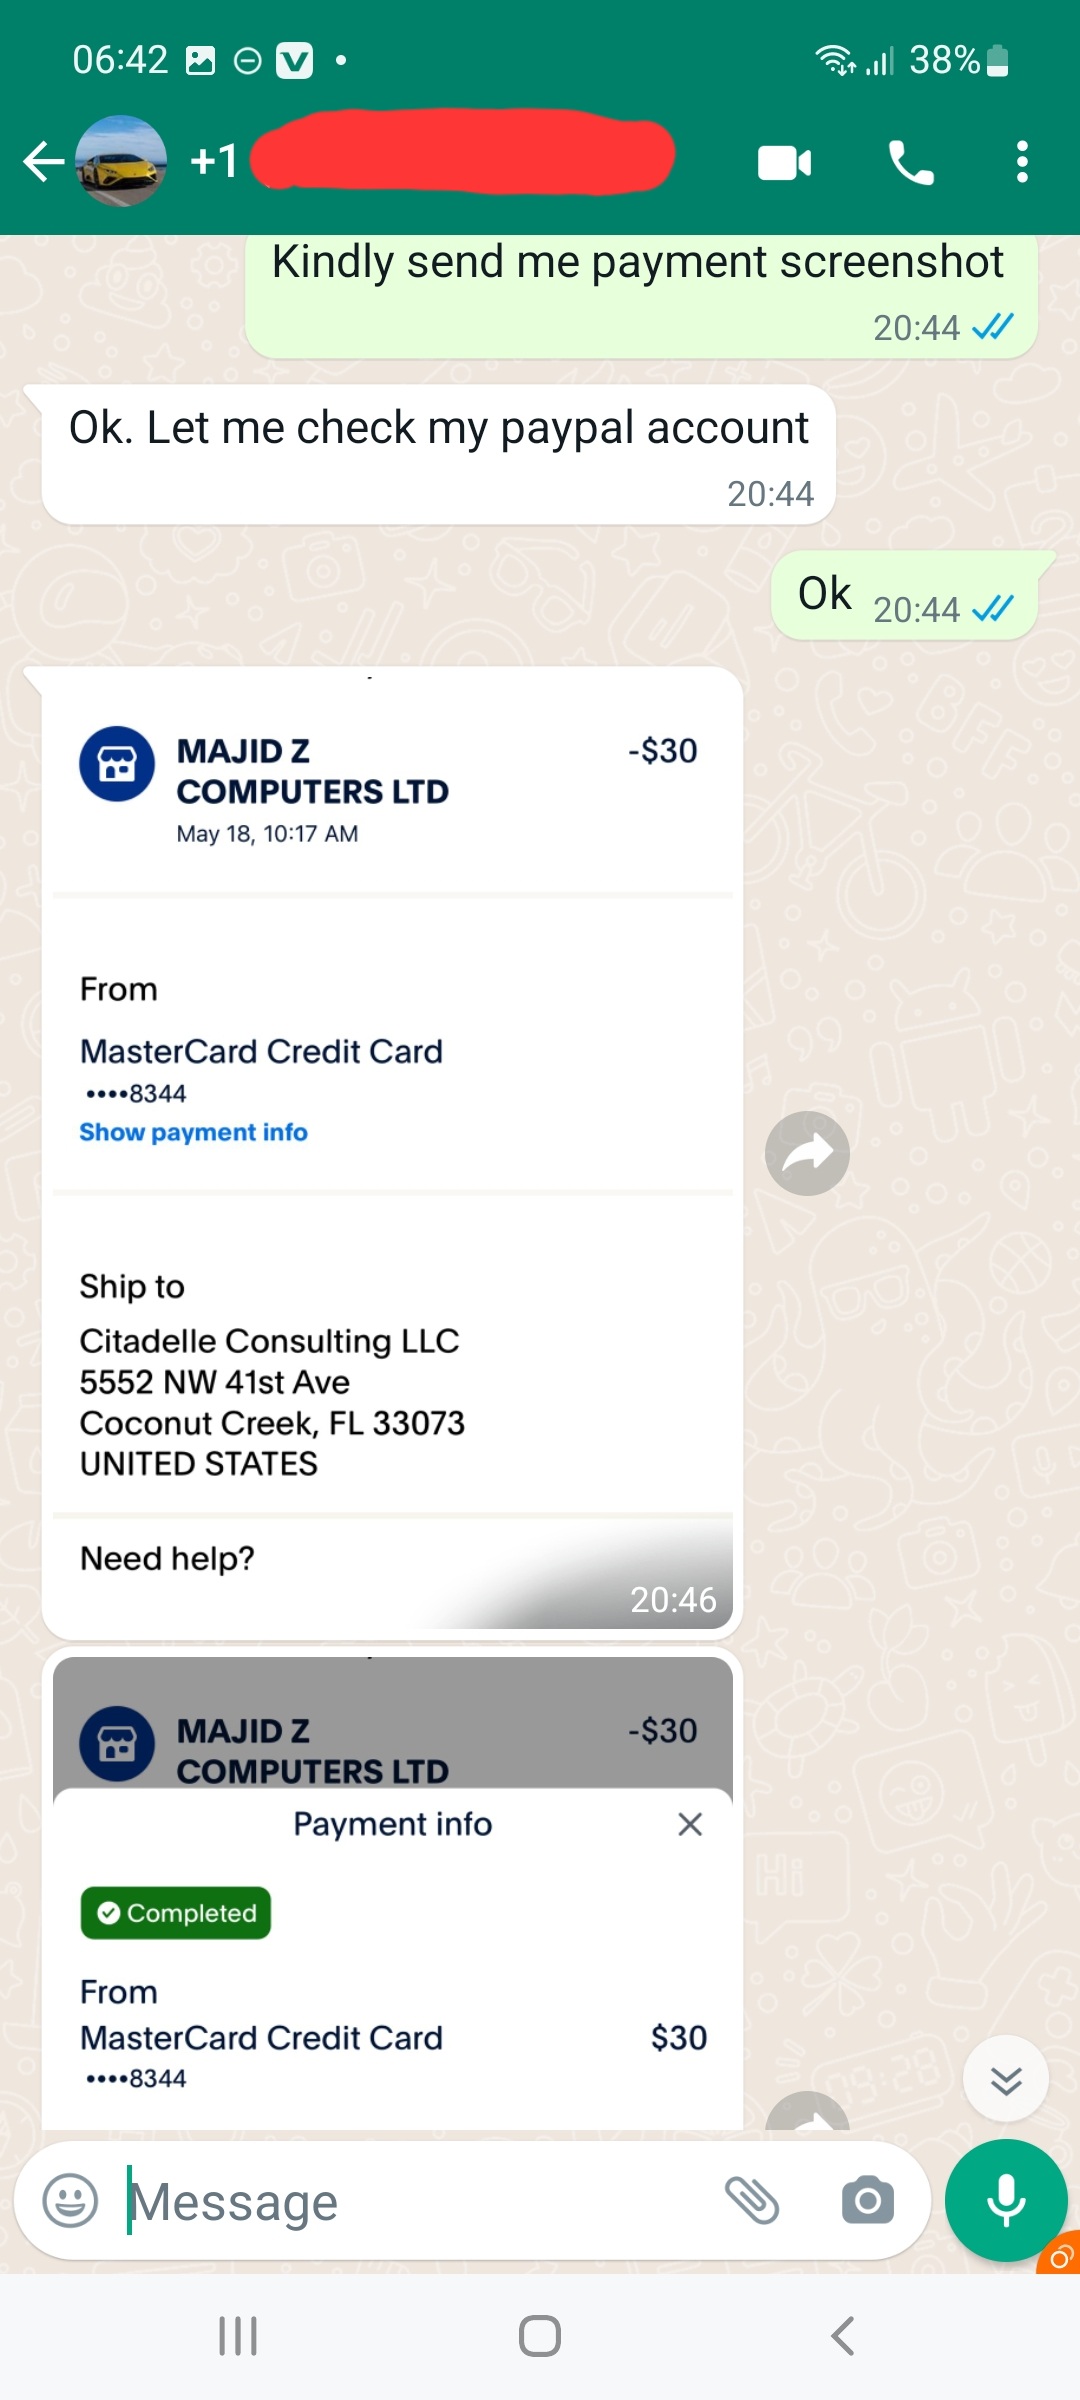 06:42
38%
+1
Kindly send me payment screenshot
20:44
Ok. Let me check my paypal account
20:44
Ok 20:44
MAJID Z -$30
COMPUTERS LTD
May 18, 10:17 AM
From
MasterCard Credit Card
••••8344
Show payment info
Ship to
Citadelle Consulting LLC
5552 NW 41st Ave
Coconut Creek, FL 33073
UNITED STATES
Need help?
20:46
MAJID Z -$30
COMPUTERS LTD
Payment info
Completed
From
MasterCard Credit Card $30
••••8344
Message